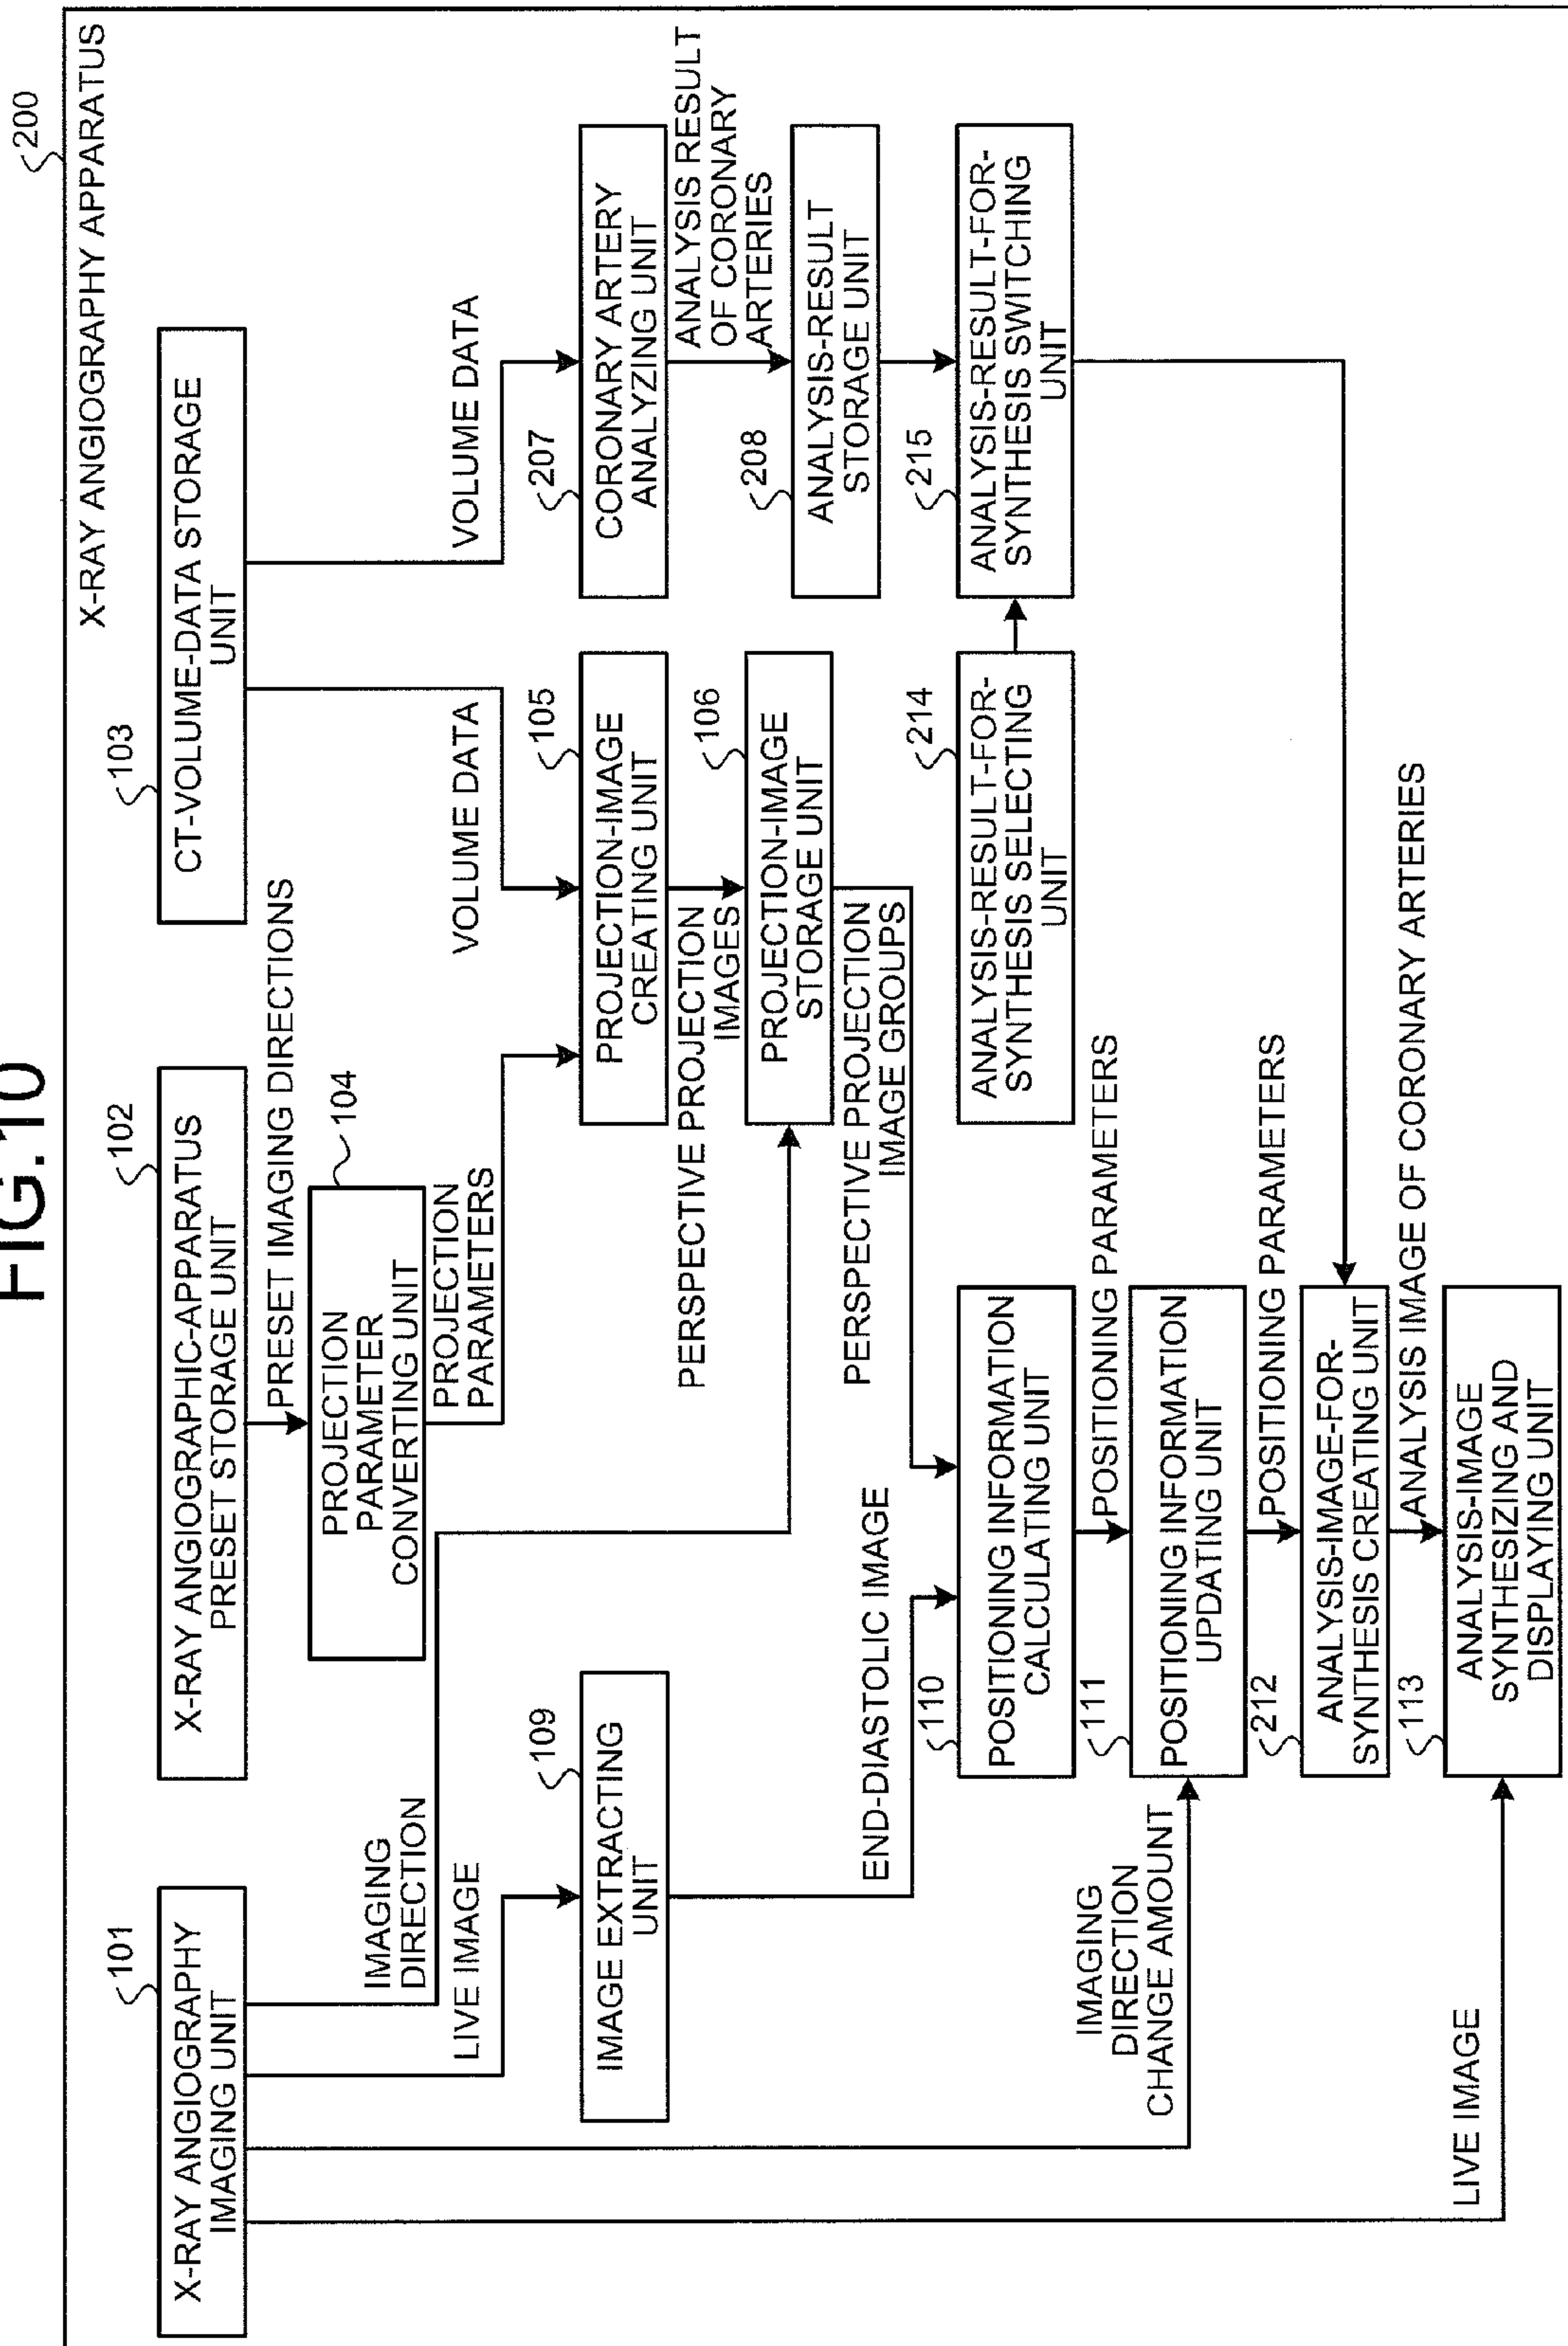 FIG.10
200
X-RAY ANGIOGRAPHY APPARATUS
101
X-RAY ANGIOGRAPHY
IMAGING UNIT
102
X-RAY ANGIOGRAPHIC-APPARATUS
PRESET STORAGE UNIT
103
CT-VOLUME-DATA STORAGE
UNIT
PRESET IMAGING DIRECTIONS
104
PROJECTION
PARAMETER
CONVERTING UNIT
IMAGING
DIRECTION
LIVE IMAGE
PROJECTION
PARAMETERS
VOLUME DATA
VOLUME DATA
109
IMAGE EXTRACTING
UNIT
105
PROJECTION-IMAGE
CREATING UNIT
207
CORONARY ARTERY
ANALYZING UNIT
PERSPECTIVE PROJECTION
IMAGES
ANALYSIS RESULT
OF CORONARY
ARTERIES
106
PROJECTION-IMAGE
STORAGE UNIT
208
ANALYSIS-RESULT
STORAGE UNIT
END-DIASTOLIC IMAGE
PERSPECTIVE PROJECTION
IMAGE GROUPS
110
POSITIONING INFORMATION
CALCULATING UNIT
214
ANALYSIS-RESULT-FOR-
SYNTHESIS SELECTING
UNIT
215
ANALYSIS-RESULT-FOR-
SYNTHESIS SWITCHING
UNIT
IMAGING
DIRECTION
CHANGE AMOUNT
POSITIONING PARAMETERS
111
POSITIONING INFORMATION
UPDATING UNIT
POSITIONING PARAMETERS
212
ANALYSIS-IMAGE-FOR-
SYNTHESIS CREATING UNIT
ANALYSIS IMAGE OF CORONARY ARTERIES
LIVE IMAGE
113
ANALYSIS-IMAGE
SYNTHESIZING AND
DISPLAYING UNIT